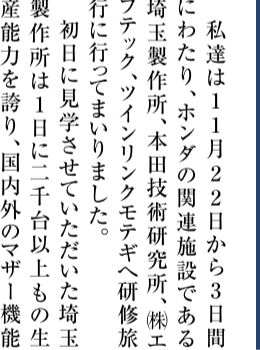 私達は11月22日から3日間
にわたり、ホンダの関連施設である
埼玉製作所、本田技術研究所、㈱エ
フテック、ツインリンクモテギへ研修旅
行に行ってまいりました。
初日に見学させていただいた埼玉
製作所は1日に二千台以上もの生
産能力を誇り、国内外のマザー機能